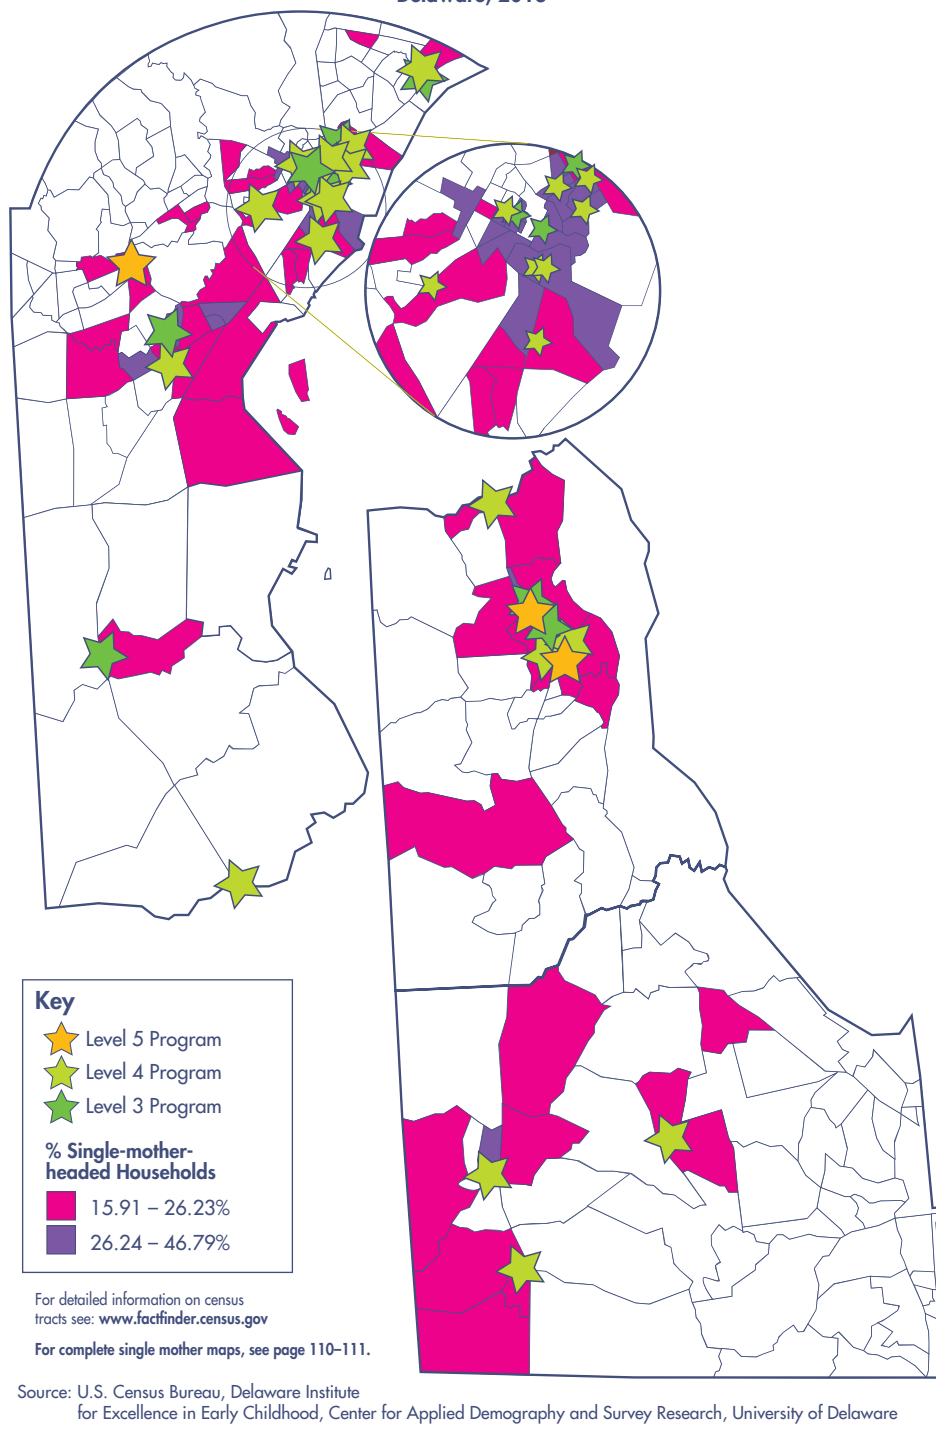 Key
Level 5 Program
Level 4 Program
Level 3 Program
% Single-mother-
headed Households
15.91 – 26.23%
26.24 – 46.79%
For detailed information on census
tracts see: www.factfinder.census.gov
For complete single mother maps, see page 110–111.
Source: U.S. Census Bureau, Delaware Institute
for Excellence in Early Childhood, Center for Applied Demography and Survey Research, University of Delaware